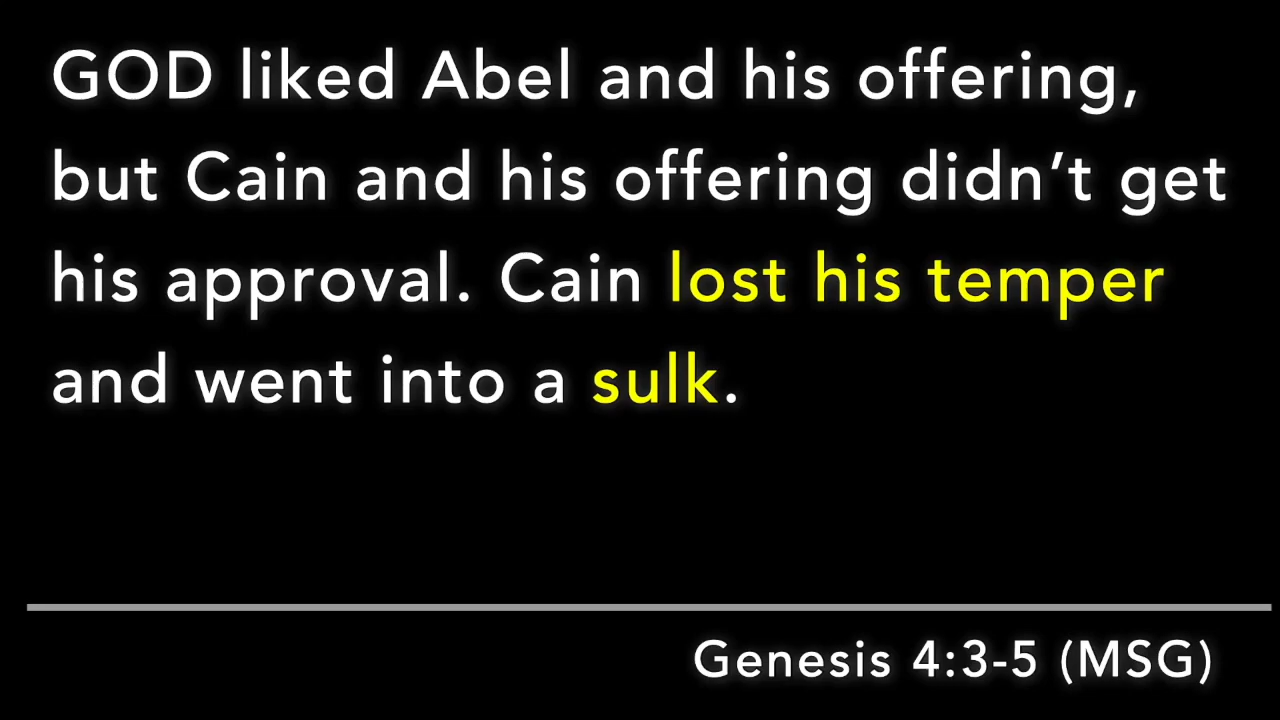 GOD liked Abel and his offering,
but Cain and his offering didn’t get
his approval. Cain lost his temper
and went into a sulk.
Genesis 4:3-5 (MSG)